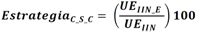 Estrategia_{C_S_C} = (UE_{IIN_E} / UE_{IIN}) 100